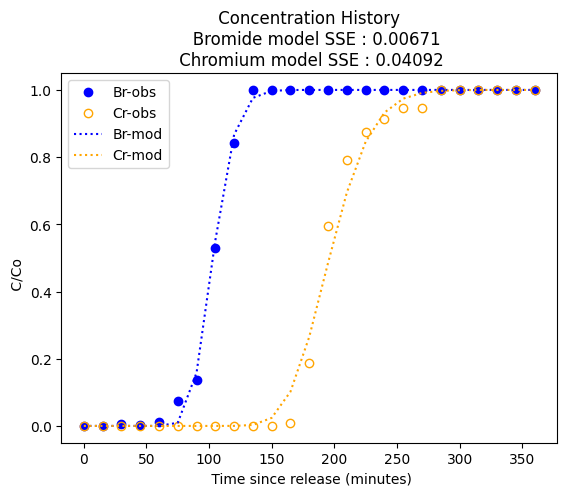 Concentration History
Bromide model SSE : 0.00671
Chromium model SSE : 0.04092
Br-obs
Cr-obs
Br-mod
Cr-mod
1.0
0.8
0.6
0.4
0.2
0.0
C/Co
0 50 100 150 200 250 300 350
Time since release (minutes)